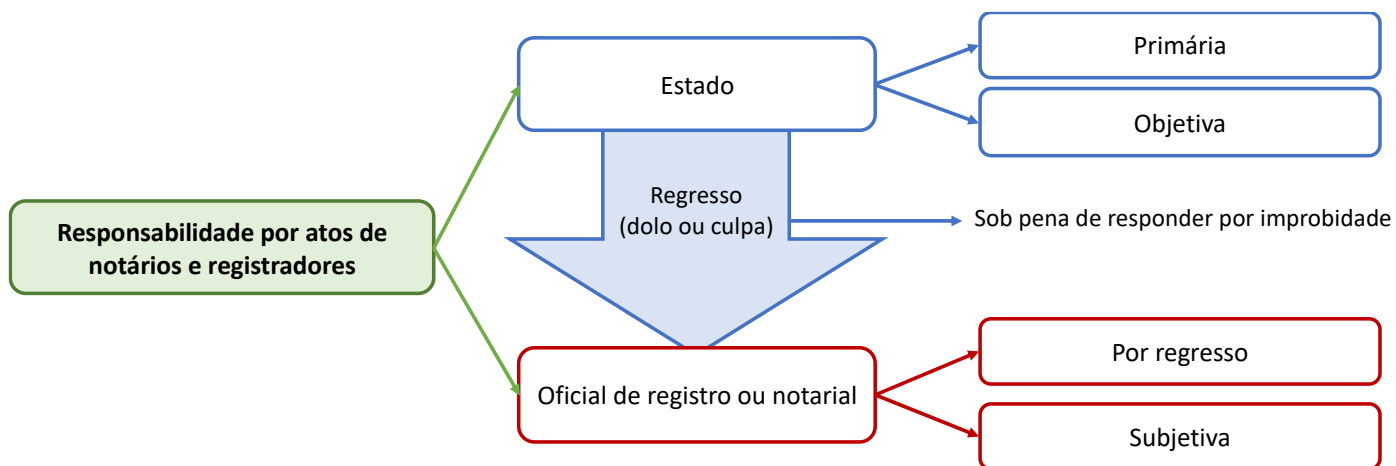 Responsabilidade por atos de
notários e registradores
Estado
Primária
Objetiva
Regresso
(dolo ou culpa)
Sob pena de responder por improbidade
Oficial de registro ou notarial
Por regresso
Subjetiva